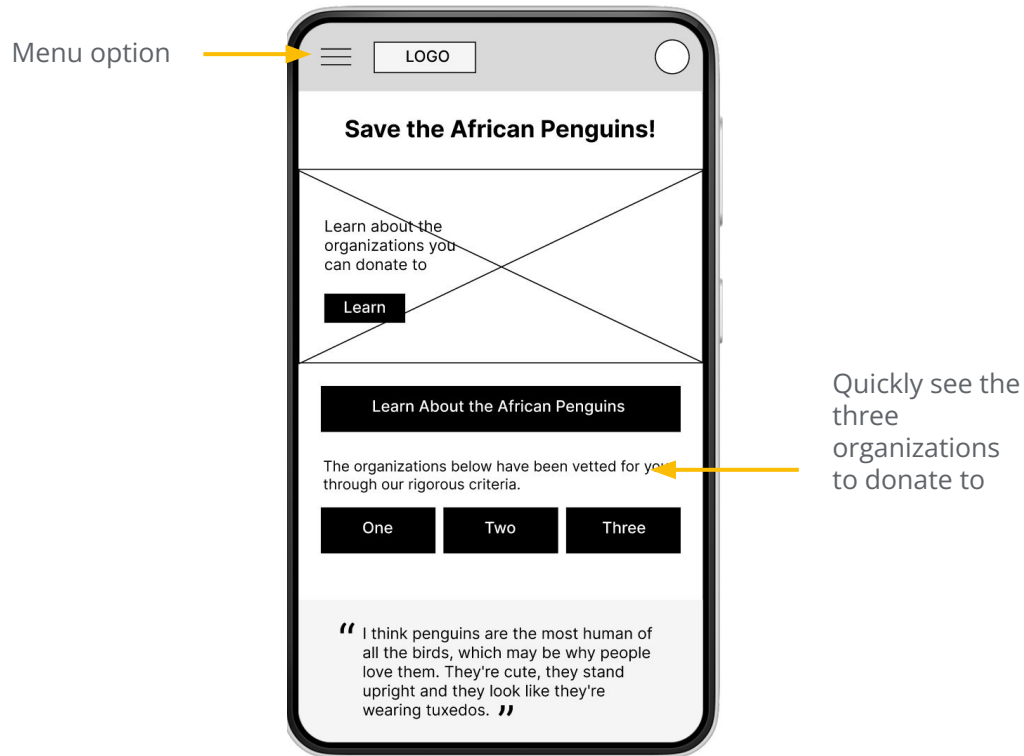 Menu option
LOGO
Save the African Penguins!
Learn about the
organizations you
can donate to
Learn
Learn About the African Penguins
Quickly see the
three
organizations
to donate to
The organizations below have been vetted for you
through our rigorous criteria.
One
Two
Three
“ I think penguins are the most human of
all the birds, which may be why people
love them. They're cute, they stand
upright and they look like they're
wearing tuxedos. ”